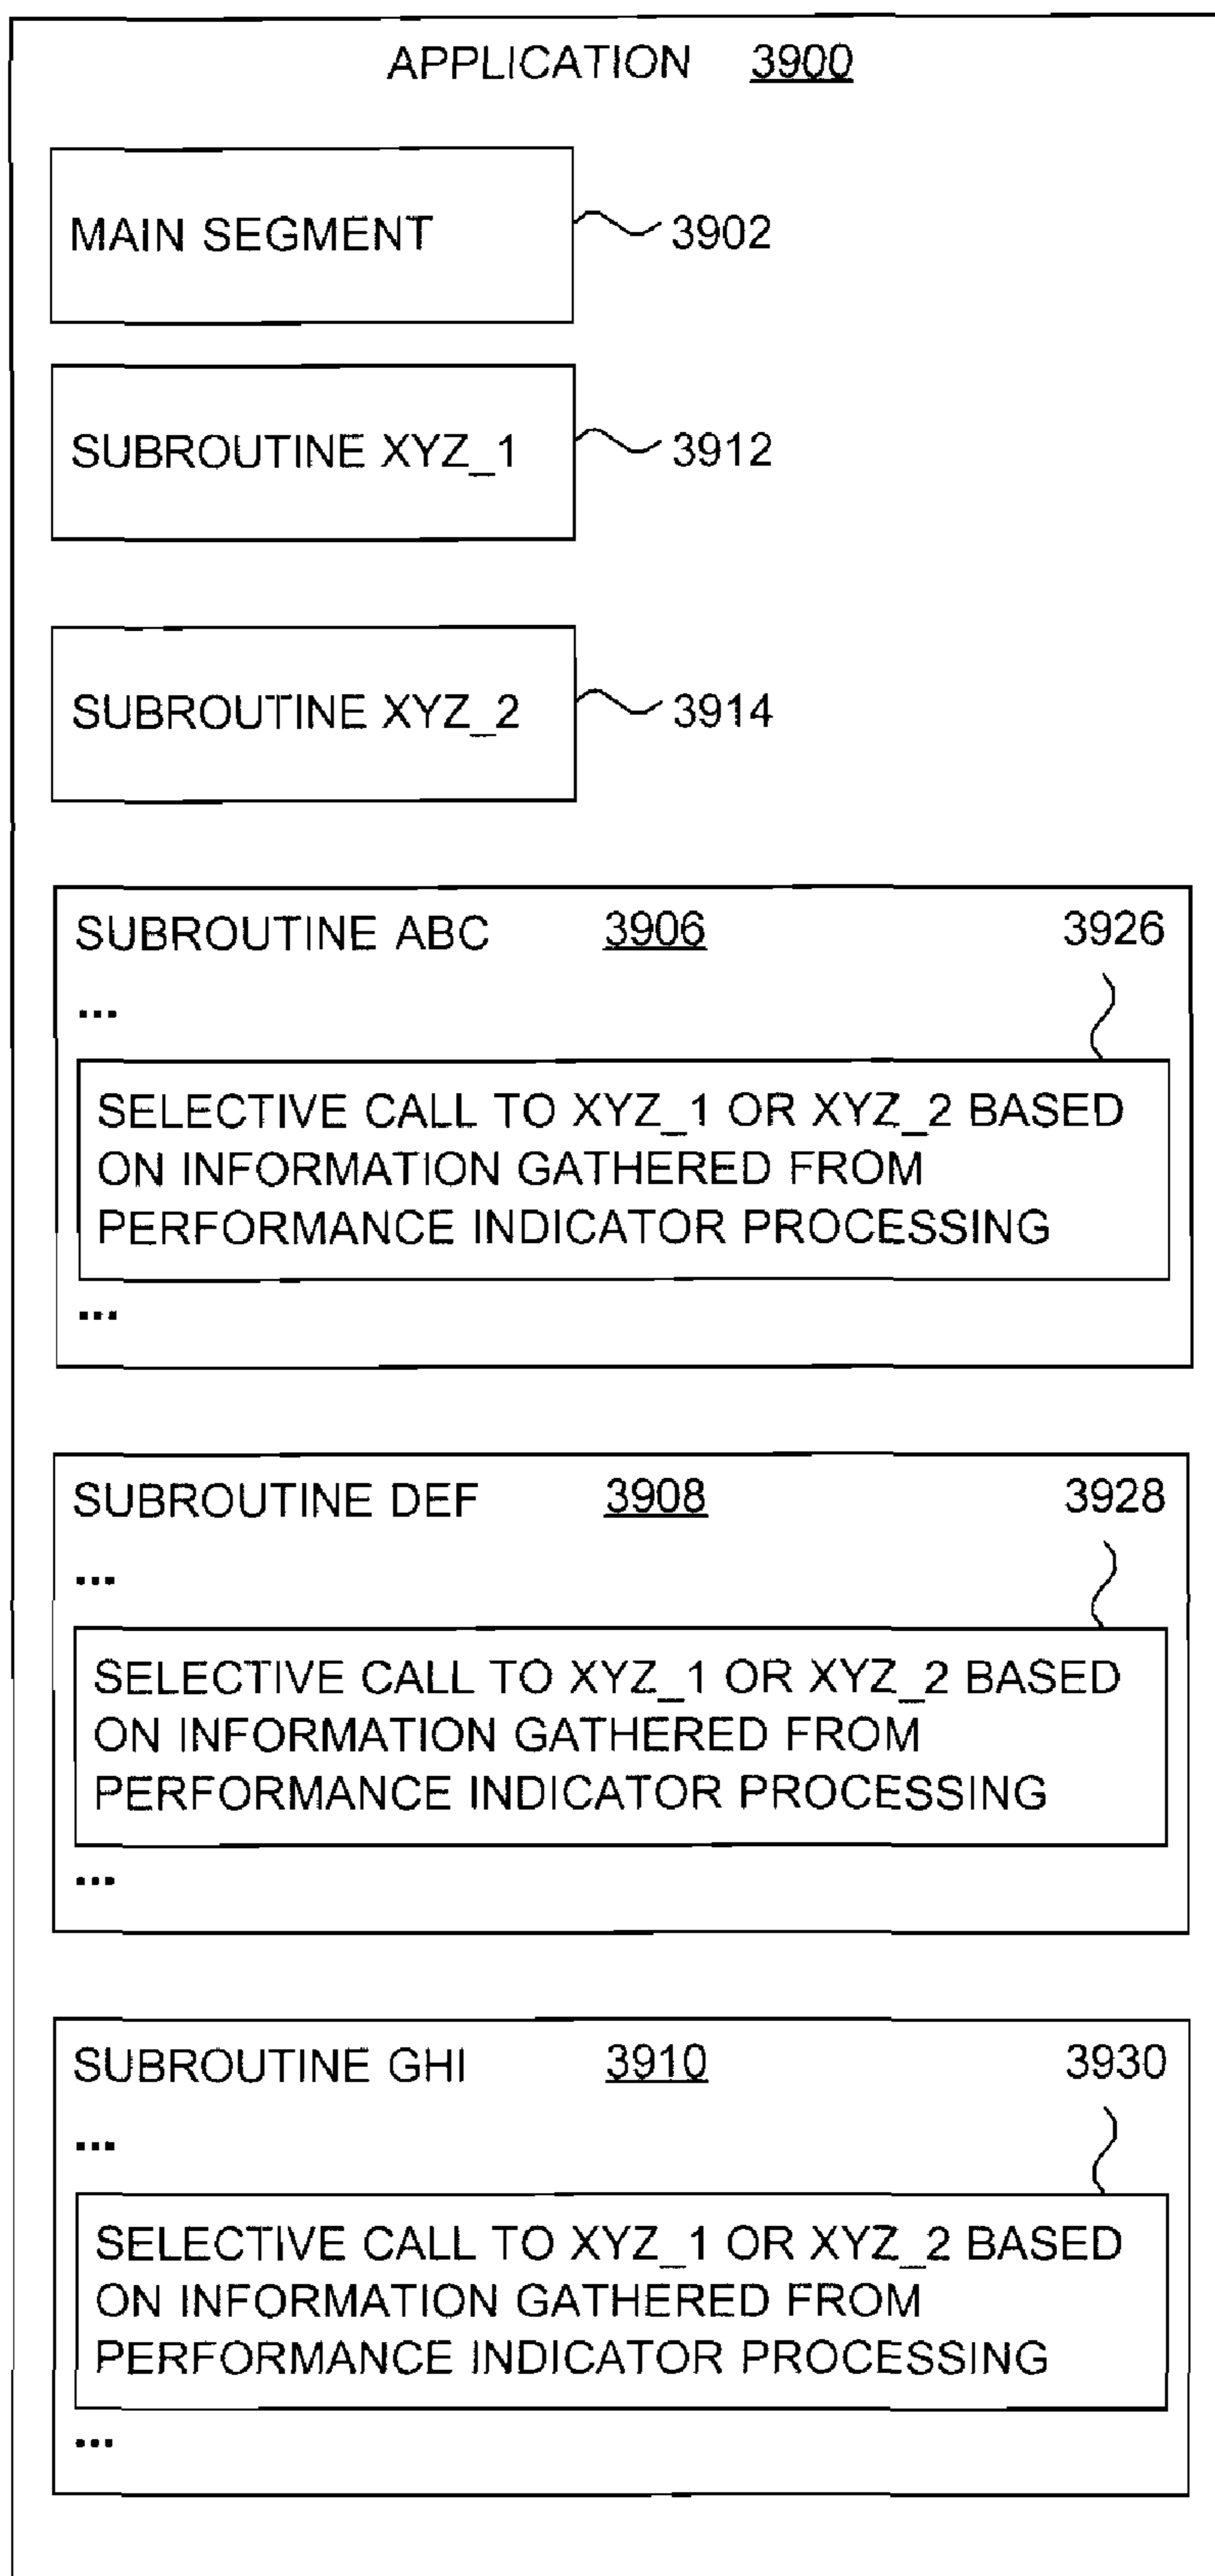 APPLICATION 3900
MAIN SEGMENT
3902
SUBROUTINE XYZ_1
3912
SUBROUTINE XYZ_2
3914
SUBROUTINE ABC 3906 3926
...
SELECTIVE CALL TO XYZ_1 OR XYZ_2 BASED
ON INFORMATION GATHERED FROM
PERFORMANCE INDICATOR PROCESSING
...
SUBROUTINE DEF 3908 3928
...
SELECTIVE CALL TO XYZ_1 OR XYZ_2 BASED
ON INFORMATION GATHERED FROM
PERFORMANCE INDICATOR PROCESSING
...
SUBROUTINE GHI 3910 3930
...
SELECTIVE CALL TO XYZ_1 OR XYZ_2 BASED
ON INFORMATION GATHERED FROM
PERFORMANCE INDICATOR PROCESSING
...